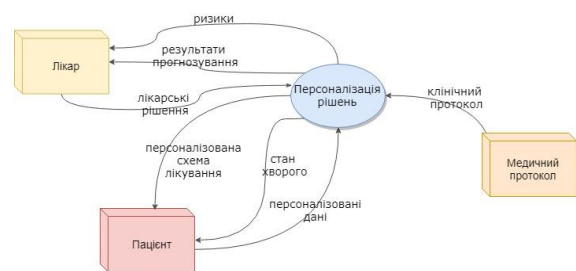 ризики
результати
прогнозування
Лікар
лікарські
рішення
Персоналізація
рішень
клінічний
протокол
Медичний
протокол
персоналізована
схема
лікування
стан
хворого
персоналізовані
дані
Пацієнт